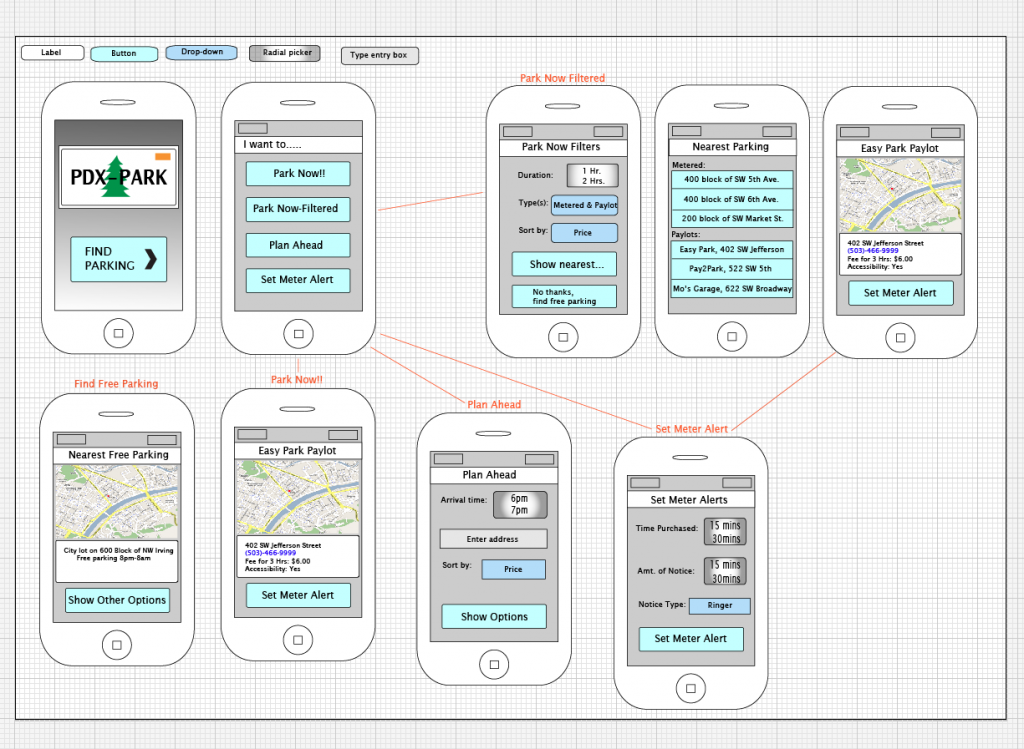 Label
Button
Drop-down
Radial picker
Type entry box
PDX-PARK
FIND
PARKING
I want to.....
Park Now!!
Park Now-Filtered
Plan Ahead
Set Meter Alert
Park Now Filtered
Park Now Filters
Duration:
1 Hr.
2 Hrs.
Type(s):
Metered & Paylot
Sort by:
Price
Show nearest...
No thanks,
find free parking
Nearest Parking
Metered:
400 block of SW 5th Ave.
400 block of SW 6th Ave.
200 block of SW Market St.
Paylots:
Easy Park, 402 SW Jefferson
Pay2Park, 522 SW 5th
Mo's Garage, 622 SW Broadway
Easy Park Paylot
402 SW Jefferson Street
(503)-466-9999
Fee for 3 Hrs: $6.00
Accessibility: Yes
Set Meter Alert
Find Free Parking
Nearest Free Parking
City lot on 600 Block of NW Irving
Free parking 8pm-8am
Show Other Options
Park Now!!
Easy Park Paylot
402 SW Jefferson Street
(503)-466-9999
Fee for 3 Hrs: $6.00
Accessibility: Yes
Set Meter Alert
Plan Ahead
Plan Ahead
Arrival time:
6pm
7pm
Enter address
Sort by:
Price
Show Options
Set Meter Alert
Set Meter Alerts
Time Purchased:
15 mins
30mins
Amt. of Notice:
15 mins
30mins
Notice Type:
Ringer
Set Meter Alert